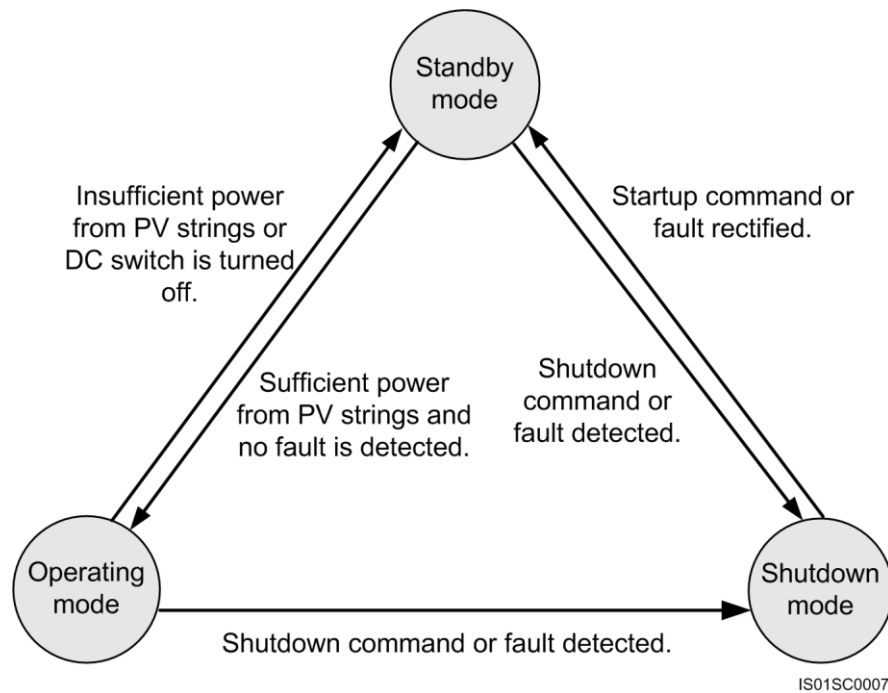 Standby
mode
Insufficient power
from PV strings or
DC switch is turned
off.
Startup command or
fault rectified.
Sufficient power
from PV strings and
no fault is detected.
Shutdown
command or
fault detected.
Operating
mode
Shutdown
mode
Shutdown command or fault detected.
IS01SC0007